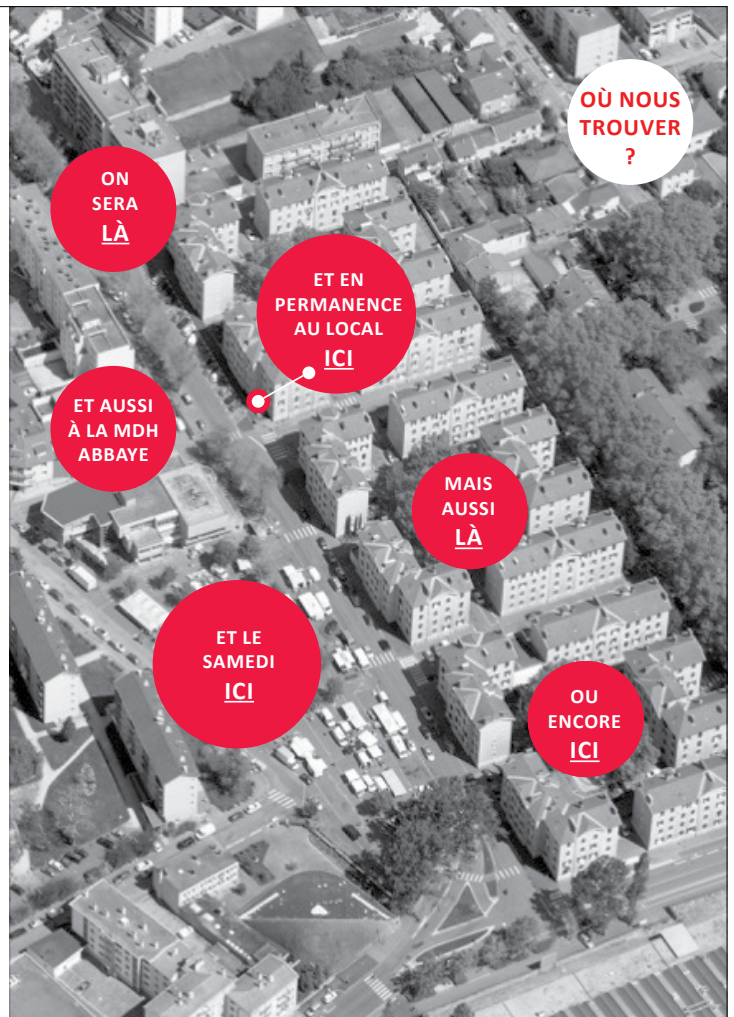 OÙ NOUS
TROUVER
?
ON
SERA
LÀ
ET EN
PERMANENCE
AU LOCAL
ICI
ET AUSSI
À LA MDH
ABBAYE
MAIS
AUSSI
LÀ
ET LE
SAMEDI
ICI
OU
ENCORE
ICI